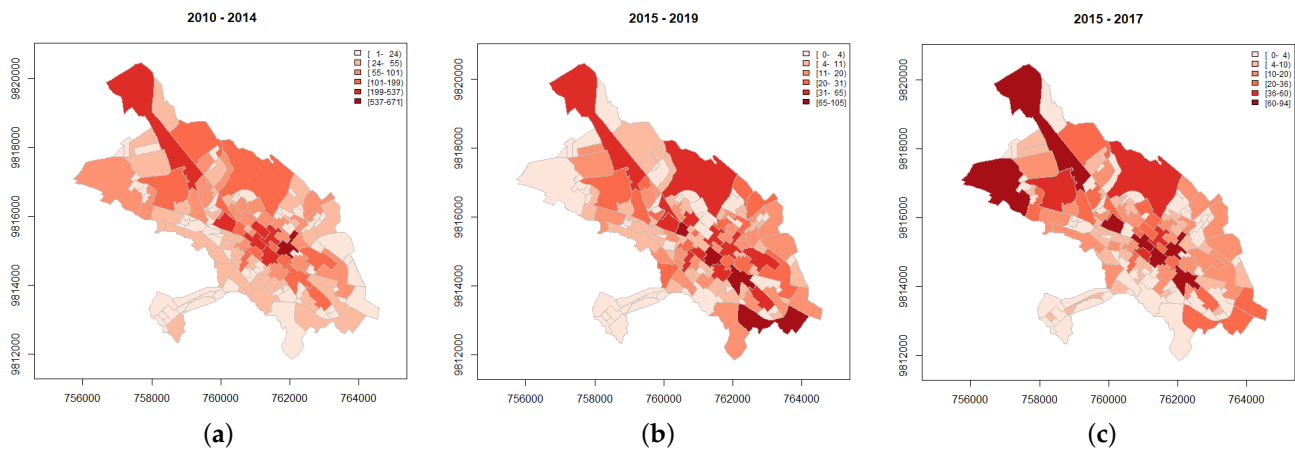 2010 - 2014
[ 1- 24)
[24- 55)
[55-101)
[101-199)
[199-537)
[537-671]
9820000
9818000
9816000
9814000
9812000
756000 758000 760000 762000 764000
(a)
2015 - 2019
[ 0- 4)
[ 4- 11)
[11- 20)
[20- 31)
[31- 65)
[65-105]
9820000
9818000
9816000
9814000
9812000
756000 758000 760000 762000 764000
(b)
2015 - 2017
[ 0- 4)
[ 4-10)
[10-20)
[20-36)
[36-60)
[60-94]
9820000
9818000
9816000
9814000
9812000
756000 758000 760000 762000 764000
(c)